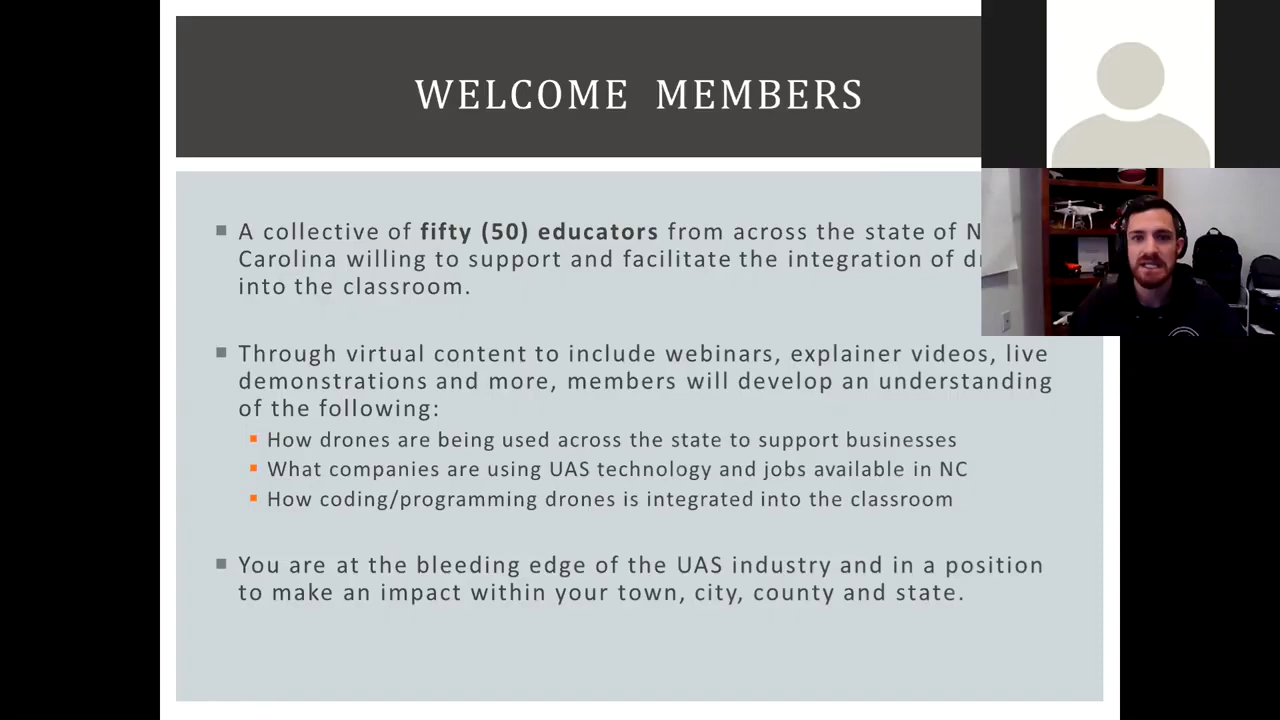 WELCOME MEMBERS
A collective of fifty (50) educators from across the state of N
Carolina willing to support and facilitate the integration of
into the classroom.
Through virtual content to include webinars, explainer videos, live
demonstrations and more, members will develop an understanding
of the following:
How drones are being used across the state to support businesses
What companies are using UAS technology and jobs available in NC
How coding/programming drones is integrated into the classroom
You are at the bleeding edge of the UAS industry and in a position
to make an impact within your town, city, county and state.